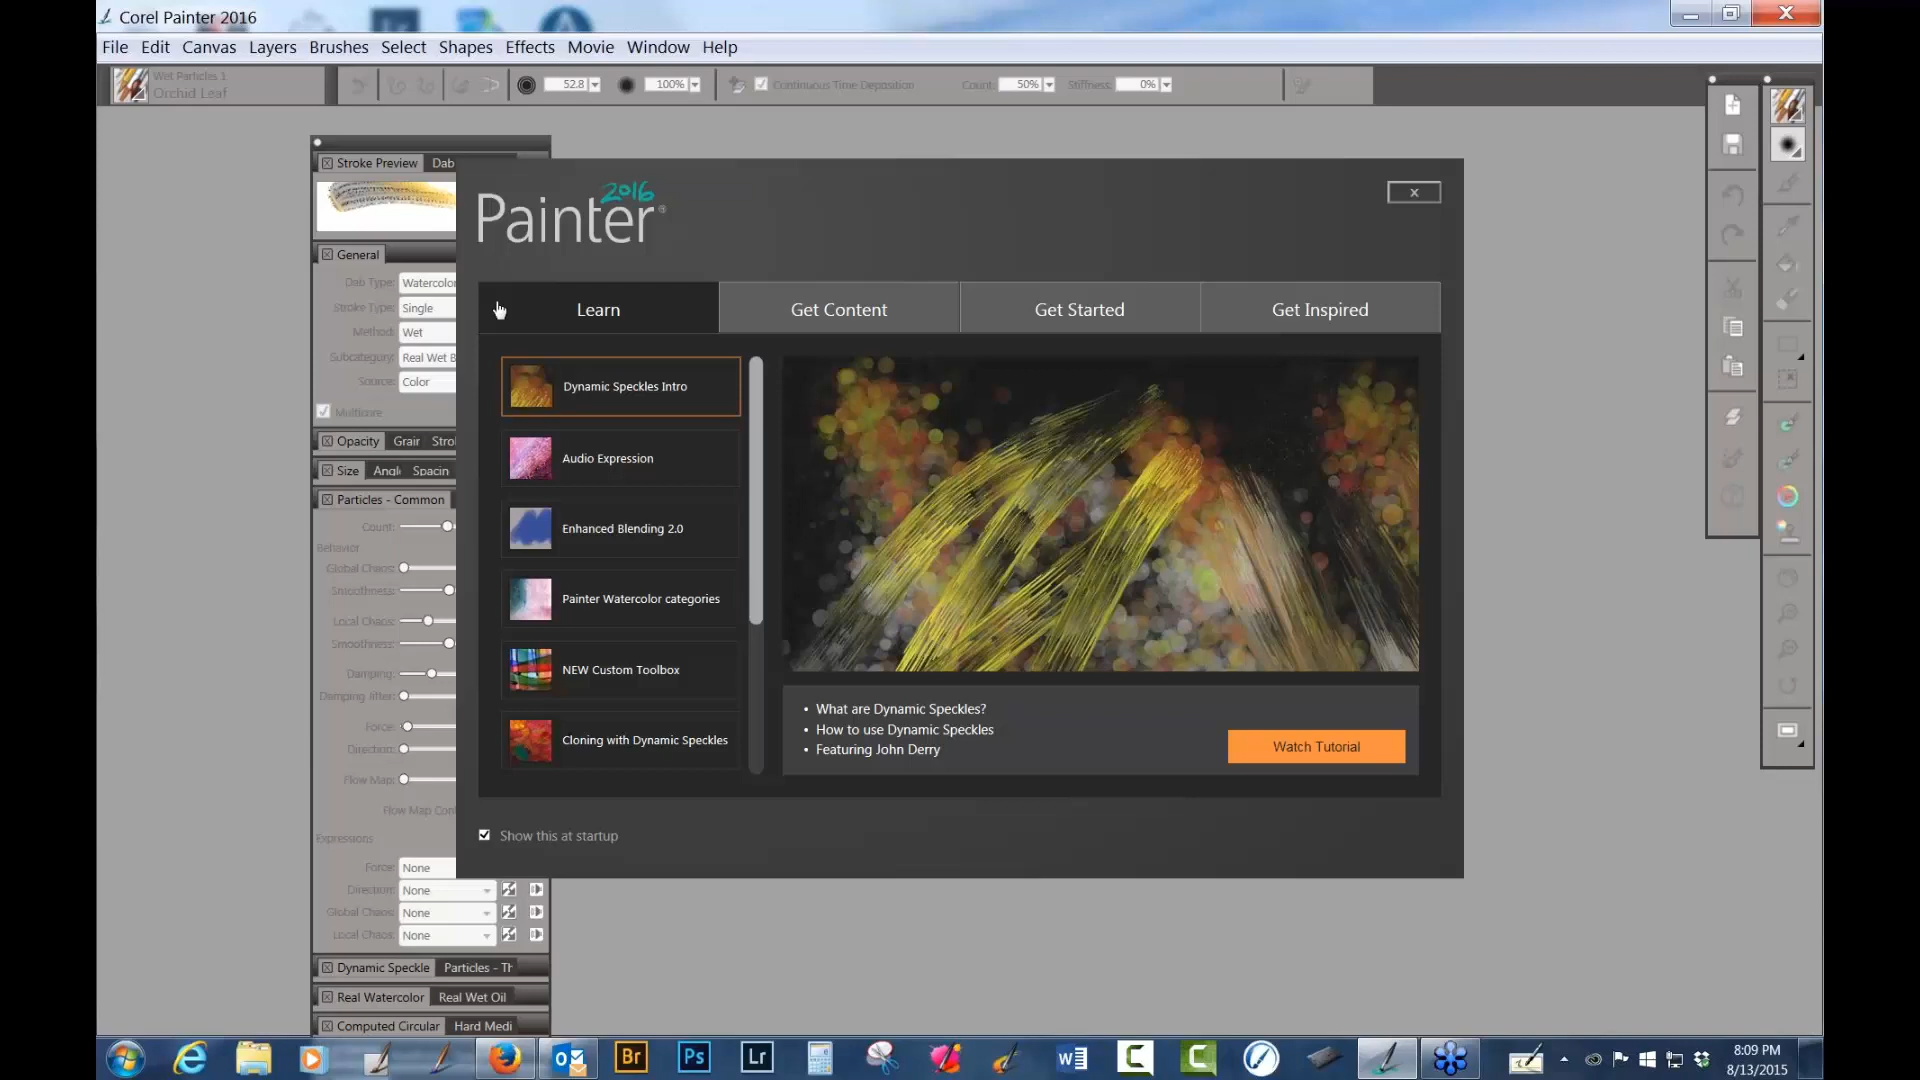 Corel Painter 2016
File Edit Canvas Layers Brushes Select Shapes Effects Movie Window Help
Wet Particles 1
Orchid Leaf
52.8
100%
Continuous Time Deposition
Count: 50%
Stiffness: 0%
Stroke Preview Dab
General
Dab Type: Watercolor
Stroke Type: Single
Method: Wet
Subcategory: Real Wet B
Source: Color
Multicore
Opacity Grair Stro
Size Angl Spacin
Particles - Common
Count:
Behavior
Global Chaos:
Smoothness:
Local Chaos:
Smoothness:
Damping:
Damping Jitter:
Force:
Direction:
Flow Map:
Flow Map Con
Expressions
Force: None
Direction: None
Global Chaos: None
Local Chaos: None
Dynamic Speckle Particles - Th
Real Watercolor Real Wet Oil
Computed Circular Hard Medi
Painter 2016
x
Learn
Get Content
Get Started
Get Inspired
Dynamic Speckles Intro
Audio Expression
Enhanced Blending 2.0
Painter Watercolor categories
NEW Custom Toolbox
Cloning with Dynamic Speckles
• What are Dynamic Speckles?
• How to use Dynamic Speckles
• Featuring John Derry
Watch Tutorial
Show this at startup
Br
Ps
Lr
8:09 PM
8/13/2015